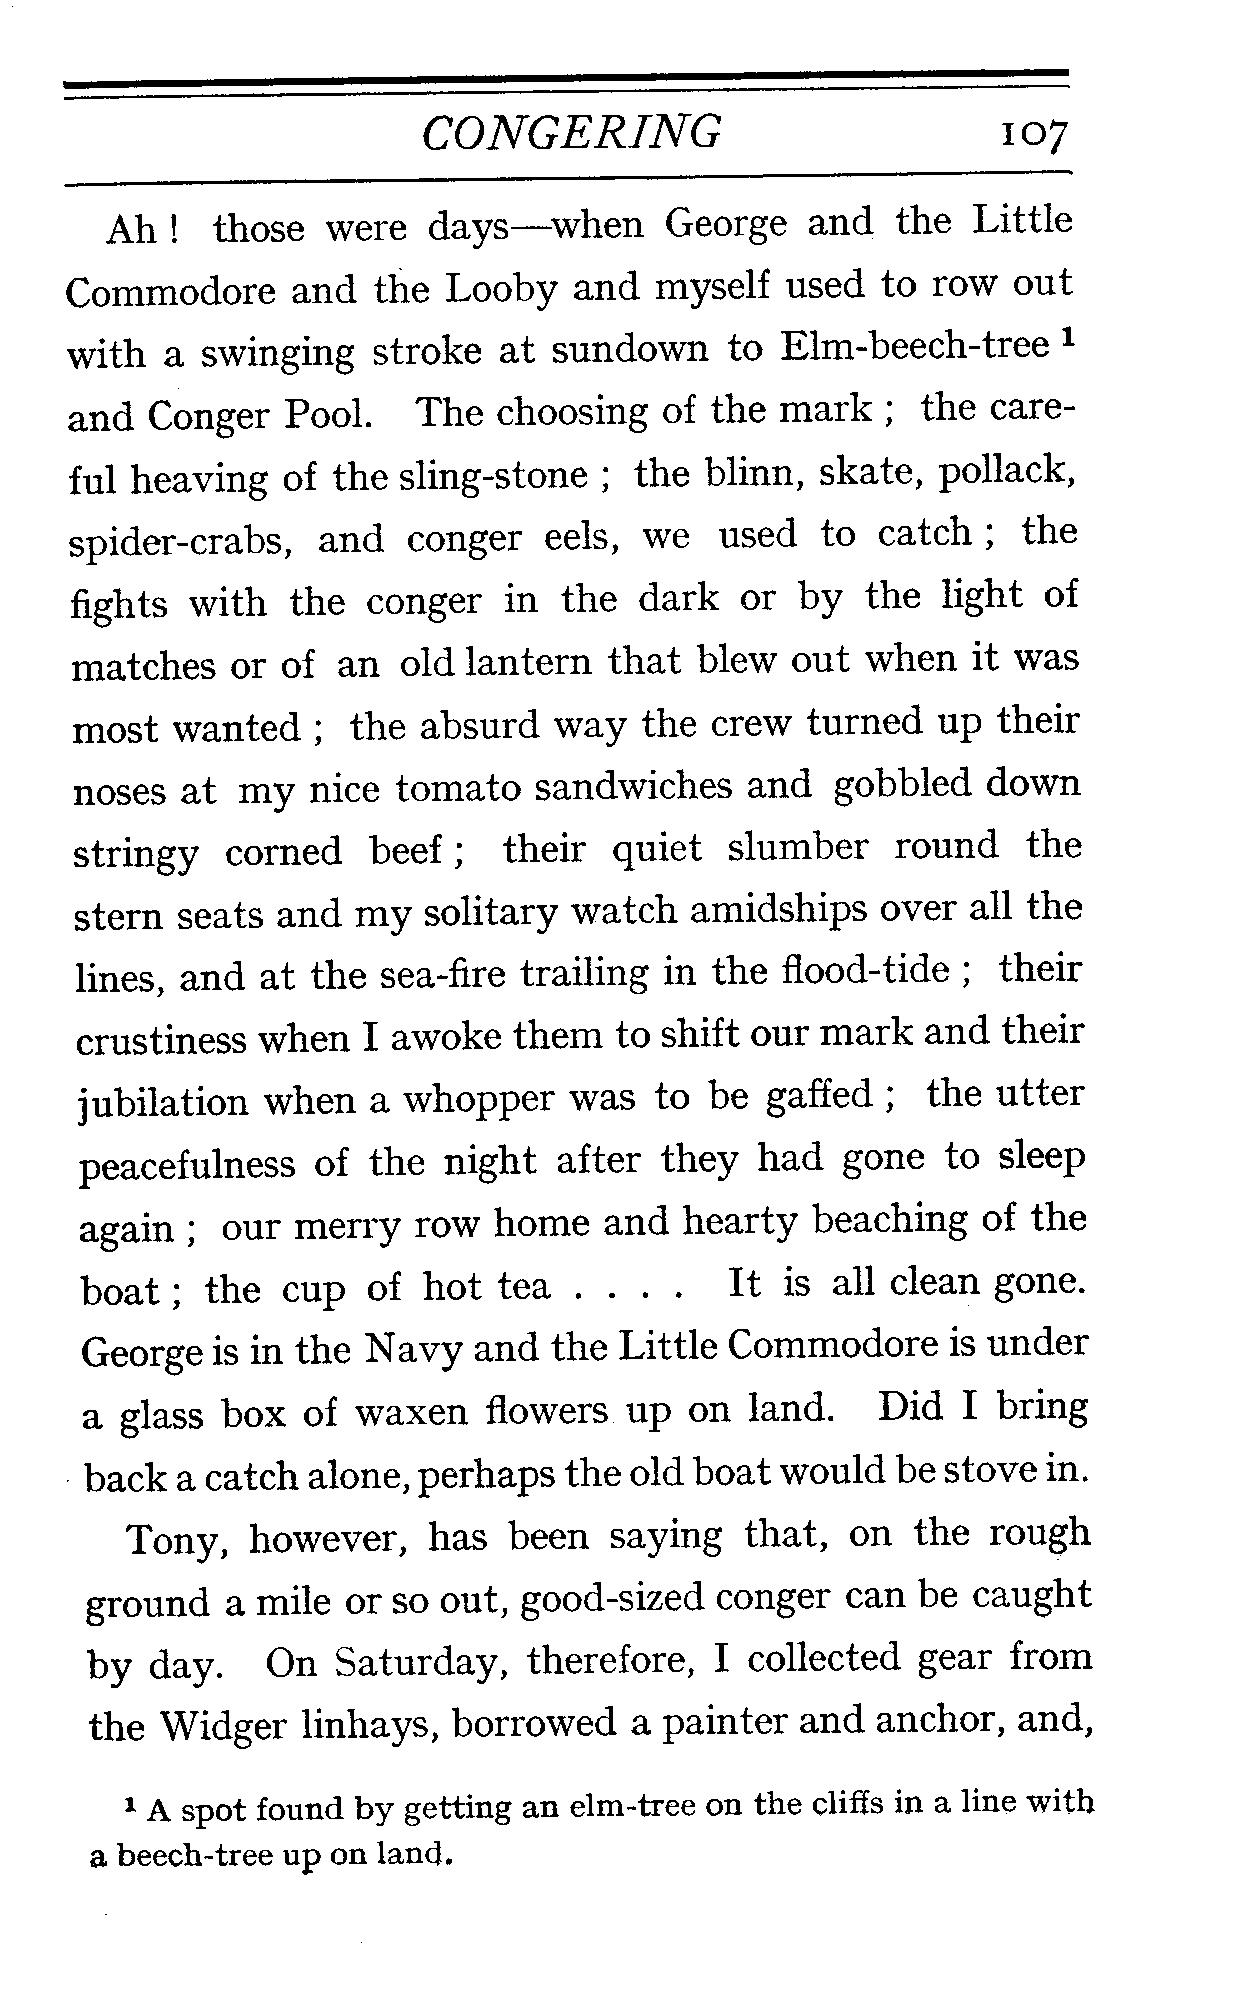 CONGERING 107
Ah ! those were days—when George and the Little
Commodore and the Looby and myself used to row out
with a swinging stroke at sundown to Elm-beech-tree ¹
and Conger Pool. The choosing of the mark ; the care-
ful heaving of the sling-stone ; the blinn, skate, pollack,
spider-crabs, and conger eels, we used to catch ; the
fights with the conger in the dark or by the light of
matches or of an old lantern that blew out when it was
most wanted ; the absurd way the crew turned up their
noses at my nice tomato sandwiches and gobbled down
stringy corned beef ; their quiet slumber round the
stern seats and my solitary watch amidships over all the
lines, and at the sea-fire trailing in the flood-tide ; their
crustiness when I awoke them to shift our mark and their
jubilation when a whopper was to be gaffed ; the utter
peacefulness of the night after they had gone to sleep
again ; our merry row home and hearty beaching of the
boat ; the cup of hot tea . . . . It is all clean gone.
George is in the Navy and the Little Commodore is under
a glass box of waxen flowers up on land. Did I bring
back a catch alone, perhaps the old boat would be stove in.
Tony, however, has been saying that, on the rough
ground a mile or so out, good-sized conger can be caught
by day. On Saturday, therefore, I collected gear from
the Widger linhays, borrowed a painter and anchor, and,
¹ A spot found by getting an elm-tree on the cliffs in a line with
a beech-tree up on land.